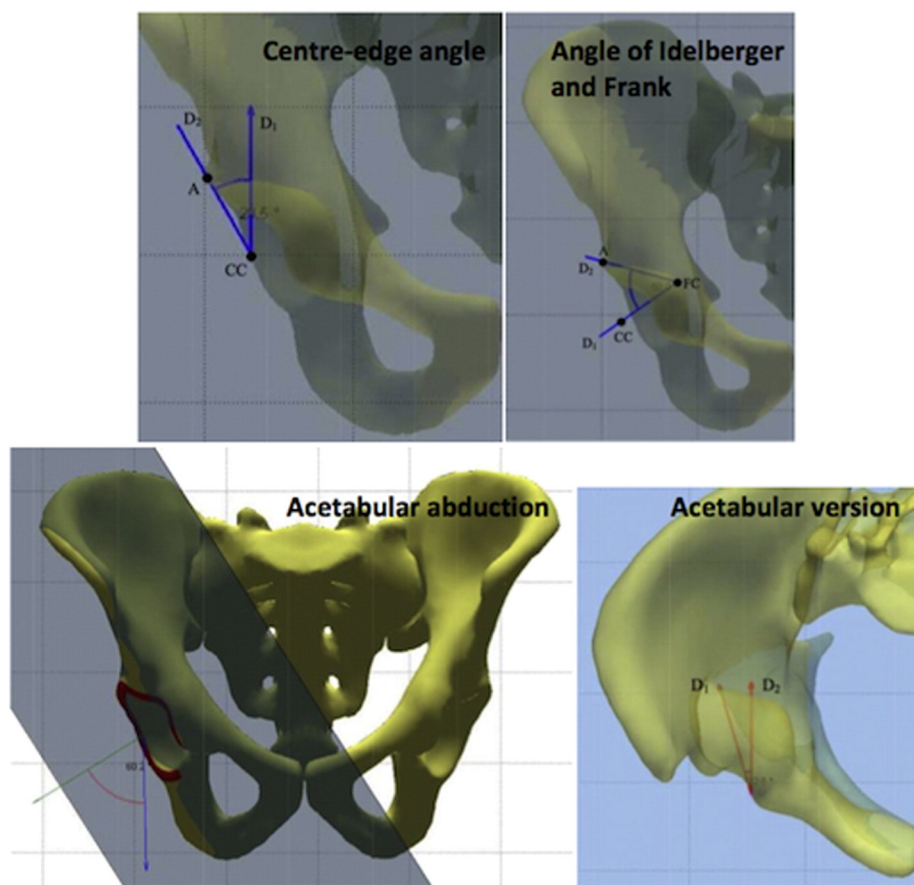 Centre-edge angle
D₂
D₁
A
CC
Angle of Idelberger
and Frank
A
D₂
FC
CC
D₁
Acetabular abduction
60.2
Acetabular version
D₁
D₂